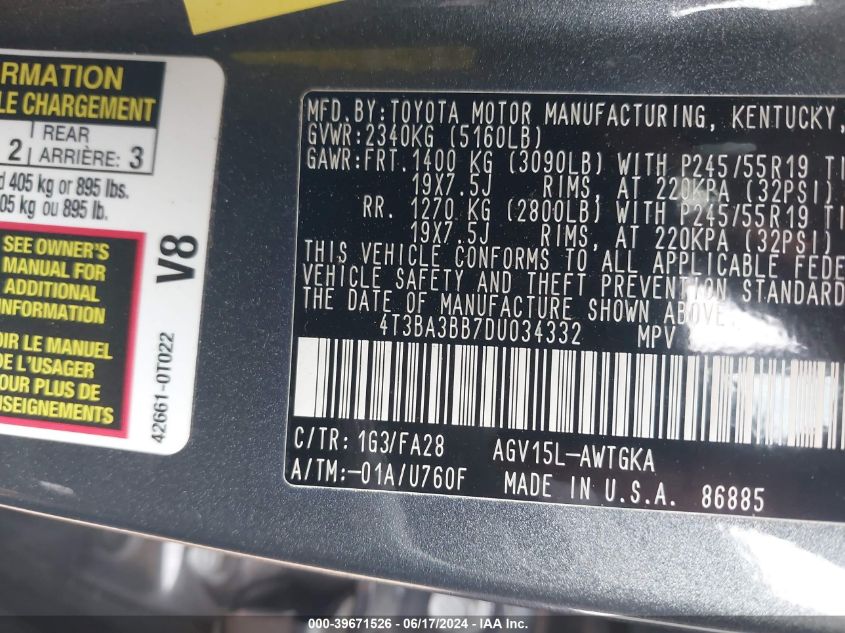 RMATION
LE CHARGEMENT
REAR
2 ARRIÈRE: 3
d 405 kg or 895 lbs.
05 kg ou 895 lb.
SEE OWNER'S
MANUAL FOR
ADDITIONAL
INFORMATION
OIR LE MANUEL
DE L'USAGER
POUR PLUS DE
NSEIGNEMENTS
V8
42661-0T022
MFD. BY: TOYOTA MOTOR MANUFACTURING, KENTUCKY,
GVWR: 2340KG (5160LB)
GAWR: FRT. 1400 KG (3090LB) WITH P245/55R19 TI
19X7.5J RIMS, AT 220KPA (32PSI)
RR. 1270 KG (2800LB) WITH P245/55R19 TI
19X7.5J RIMS, AT 220KPA (32PSI)
THIS VEHICLE CONFORMS TO ALL APPLICABLE FEDE
VEHICLE SAFETY AND THEFT PREVENTION STANDARD
THE DATE OF MANUFACTURE SHOWN ABOVE.
4T3BA3BB7DU034332 MPV
C/TR: 1G3/FA28 AGV15L-AWTGKA
A/TM:-01A/U760F MADE IN U.S.A. 86885
000-39671526 - 06/17/2024 - IAA Inc.